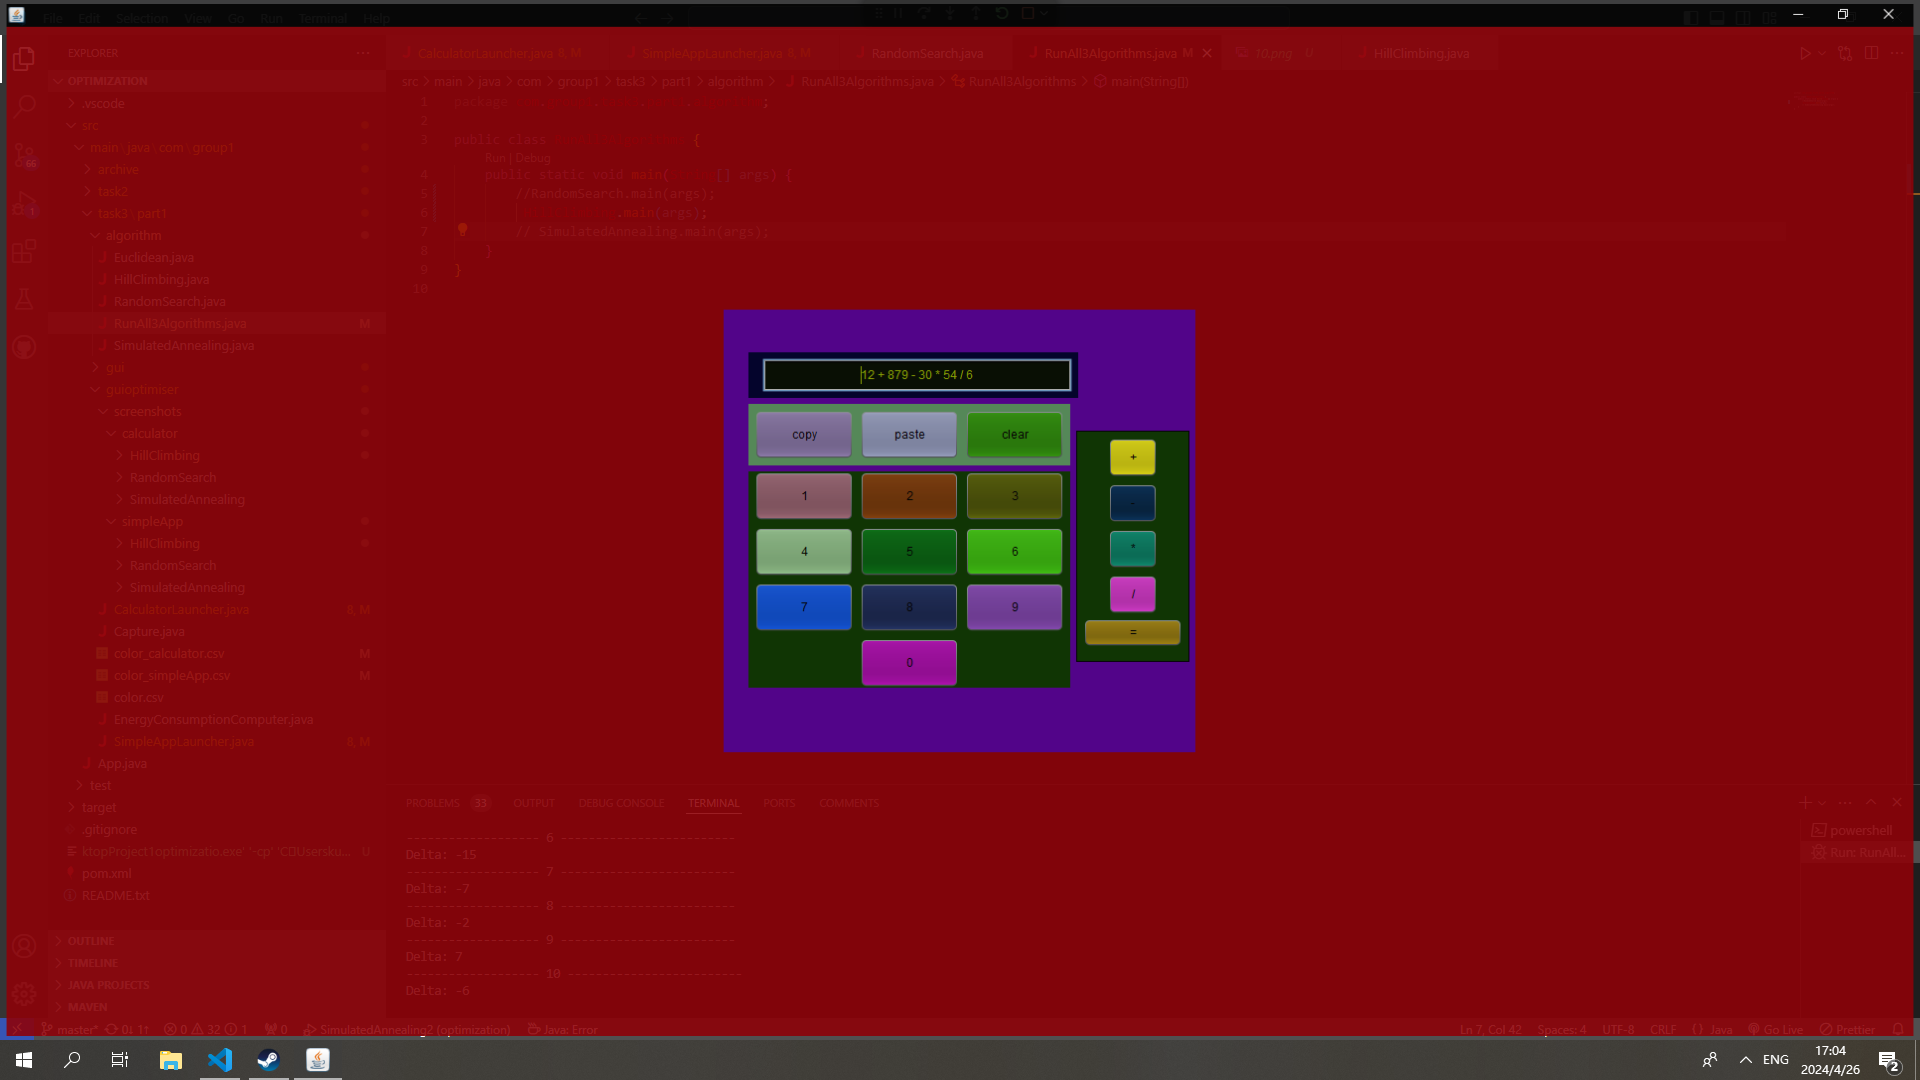 File Edit Selection View Go Run Terminal Help
EXPLORER
CalculatorLauncher.java 8, M
SimpleAppLauncher.java 8, M
RandomSearch.java
RunAll3Algorithms.java M
10.png U
HillClimbing.java
OPTIMIZATION
src > main > java > com > group1 > task3 > part1 > algorithm > RunAll3Algorithms.java > RunAll3Algorithms > main(String[])
.vscode
src
main\java\com\group1
archive
task2
task3\part1
algorithm
Euclidean.java
HillClimbing.java
RandomSearch.java
RunAll3Algorithms.java M
SimulatedAnnealing.java
gui
guioptimiser
screenshots
calculator
HillClimbing
RandomSearch
SimulatedAnnealing
simpleApp
HillClimbing
RandomSearch
SimulatedAnnealing
CalculatorLauncher.java 8, M
Capture.java
color_calculator.csv M
color_simpleApp.csv M
color.csv
EnergyConsumptionComputer.java
SimpleAppLauncher.java 8, M
App.java
test
target
.gitignore
pom.xml
README.txt
OUTLINE
TIMELINE
JAVA PROJECTS
MAVEN
1 package ;
2
3 public class {
Run | Debug
4 public static void main( [] args) {
5 //RandomSearch.main(args);
6 .main(args);
7 // SimulatedAnnealing.main(args);
8 }
9 }
10
12 + 879 - 30 * 54 / 6
copy paste clear
1 2 3
4 5 6
7 8 9
0
+
-
*
/
=
PROBLEMS 33 OUTPUT DEBUG CONSOLE TERMINAL PORTS COMMENTS
------------------- 6 -------------------------
Delta: -15
------------------- 7 -------------------------
Delta: -7
------------------- 8 -------------------------
Delta: -2
------------------- 9 -------------------------
Delta: 7
------------------- 10 -------------------------
Delta: -6
powershell
Run: RunAll...
master* 0↓ 1↑ 0 32 1 0 SimulatedAnnealing2 (optimization) Java: Error
Ln 7, Col 42 Spaces: 4 UTF-8 CRLF {} Java Go Live Prettier
ENG
17:04
2024/4/26
2